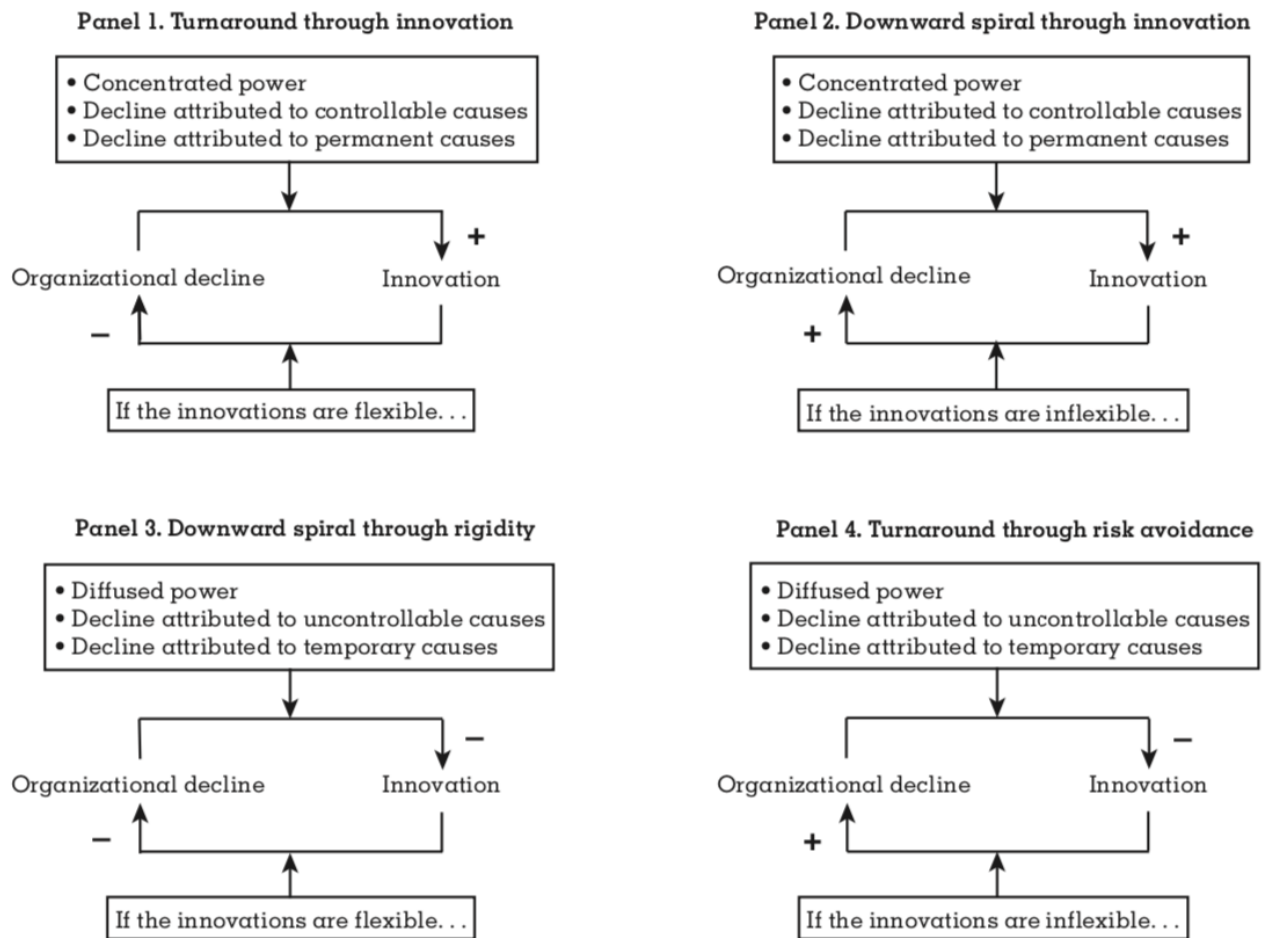 Panel 1. Turnaround through innovation
• Concentrated power
• Decline attributed to controllable causes
• Decline attributed to permanent causes
+
Organizational decline
Innovation
−
If the innovations are flexible. . .
Panel 2. Downward spiral through innovation
• Concentrated power
• Decline attributed to controllable causes
• Decline attributed to permanent causes
+
Organizational decline
Innovation
+
If the innovations are inflexible. . .
Panel 3. Downward spiral through rigidity
• Diffused power
• Decline attributed to uncontrollable causes
• Decline attributed to temporary causes
−
Organizational decline
Innovation
−
If the innovations are flexible. . .
Panel 4. Turnaround through risk avoidance
• Diffused power
• Decline attributed to uncontrollable causes
• Decline attributed to temporary causes
−
Organizational decline
Innovation
+
If the innovations are inflexible. . .